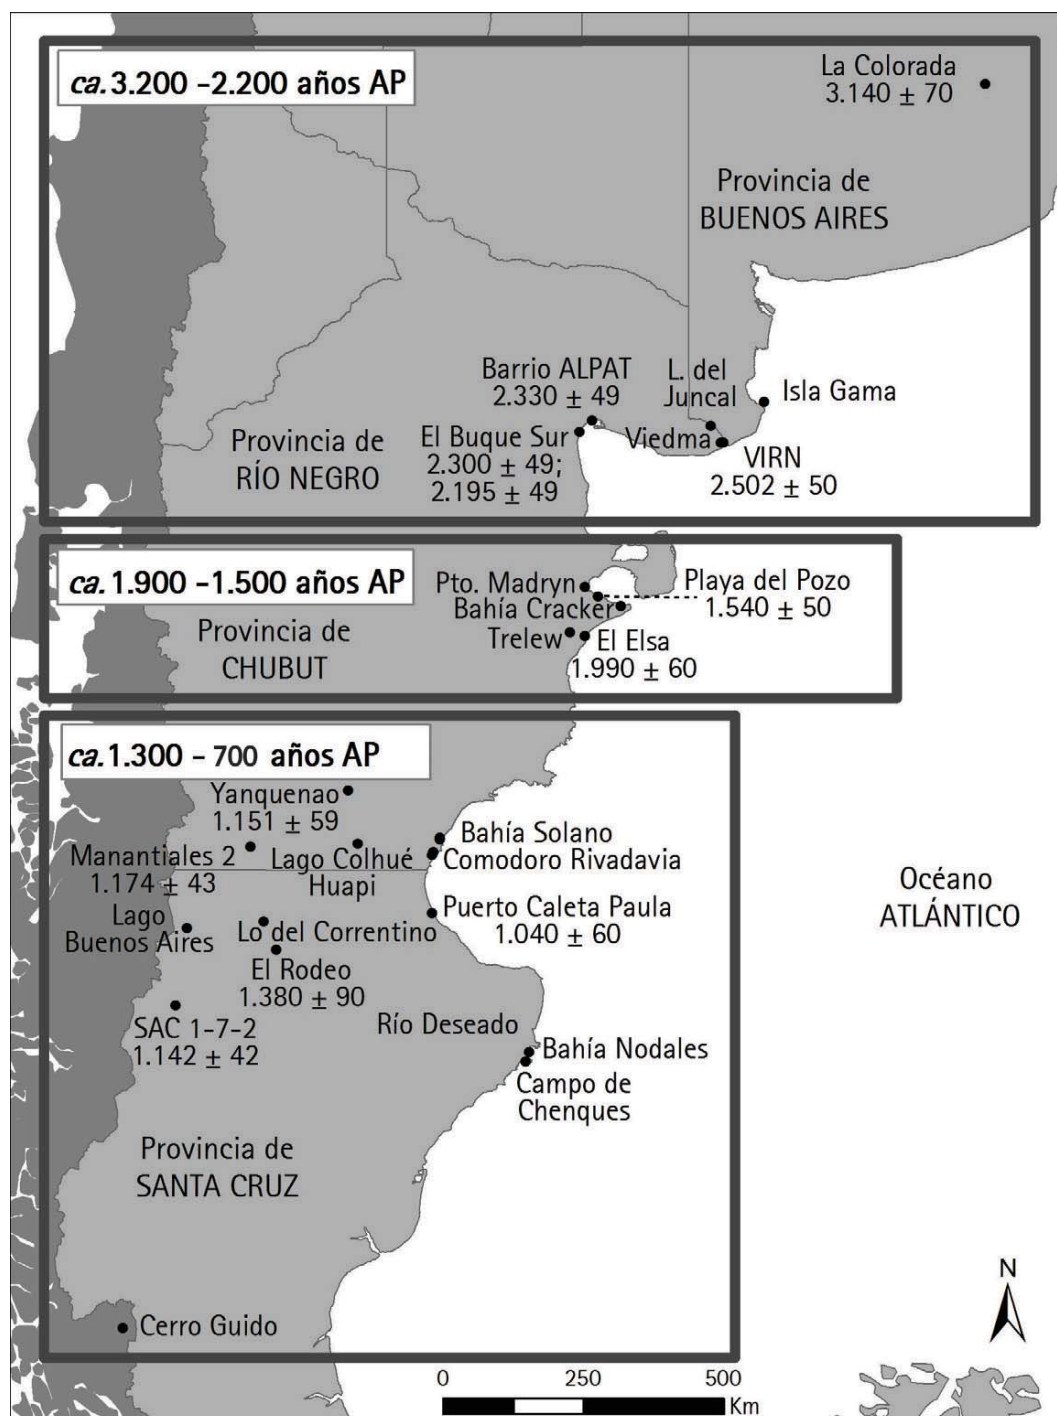 ca. 3.200 -2.200 años AP
La Colorada
3.140 ± 70
Provincia de
BUENOS AIRES
Barrio ALPAT
2.330 ± 49
L. del
Juncal
Isla Gama
El Buque Sur
2.300 ± 49;
2.195 ± 49
Viedma
VIRN
2.502 ± 50
Provincia de
RÍO NEGRO
ca. 1.900 -1.500 años AP
Pto. Madryn
Playa del Pozo
1.540 ± 50
Bahía Cracker
Trelew
El Elsa
1.990 ± 60
Provincia de
CHUBUT
ca. 1.300 - 700 años AP
Yanquenao
1.151 ± 59
Bahía Solano
Comodoro Rivadavia
Manantiales 2
1.174 ± 43
Lago Colhué
Huapi
Océano
ATLÁNTICO
Puerto Caleta Paula
1.040 ± 60
Lago
Buenos Aires
Lo del Correntino
El Rodeo
1.380 ± 90
SAC 1-7-2
1.142 ± 42
Río Deseado
Bahía Nodales
Campo de
Chenques
Provincia de
SANTA CRUZ
Cerro Guido
N
0 250 500
Km